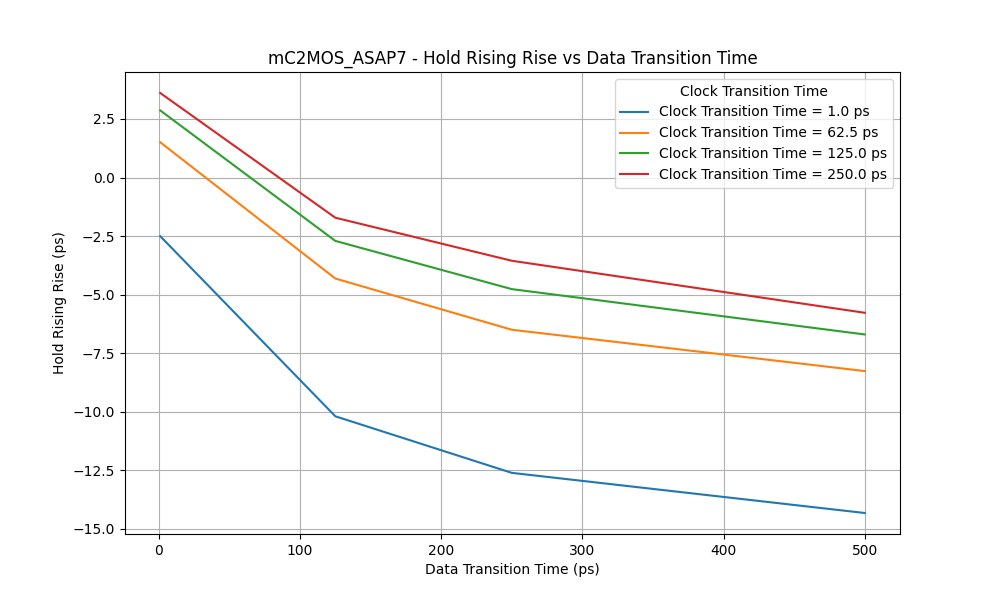 mC2MOS_ASAP7 - Hold Rising Rise vs Data Transition Time
Clock Transition Time
Clock Transition Time = 1.0 ps
Clock Transition Time = 62.5 ps
Clock Transition Time = 125.0 ps
Clock Transition Time = 250.0 ps
Hold Rising Rise (ps)
2.5
0.0
−2.5
−5.0
−7.5
−10.0
−12.5
−15.0
0 100 200 300 400 500
Data Transition Time (ps)